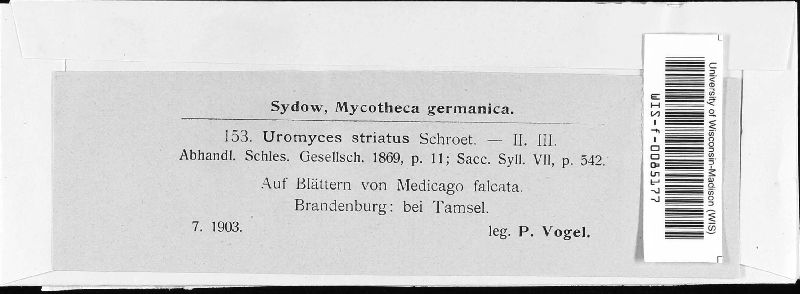 Sydow, Mycotheca germanica.
153. Uromyces striatus Schroet. — II. III.
Abhandl. Schles. Gesellsch. 1869, p. 11; Sacc. Syll. VII, p. 542.
Auf Blättern von Medicago falcata.
Brandenburg: bei Tamsel.
7. 1903. leg. P. Vogel.
University of Wisconsin-Madison (WIS)
WIS-f-0085177